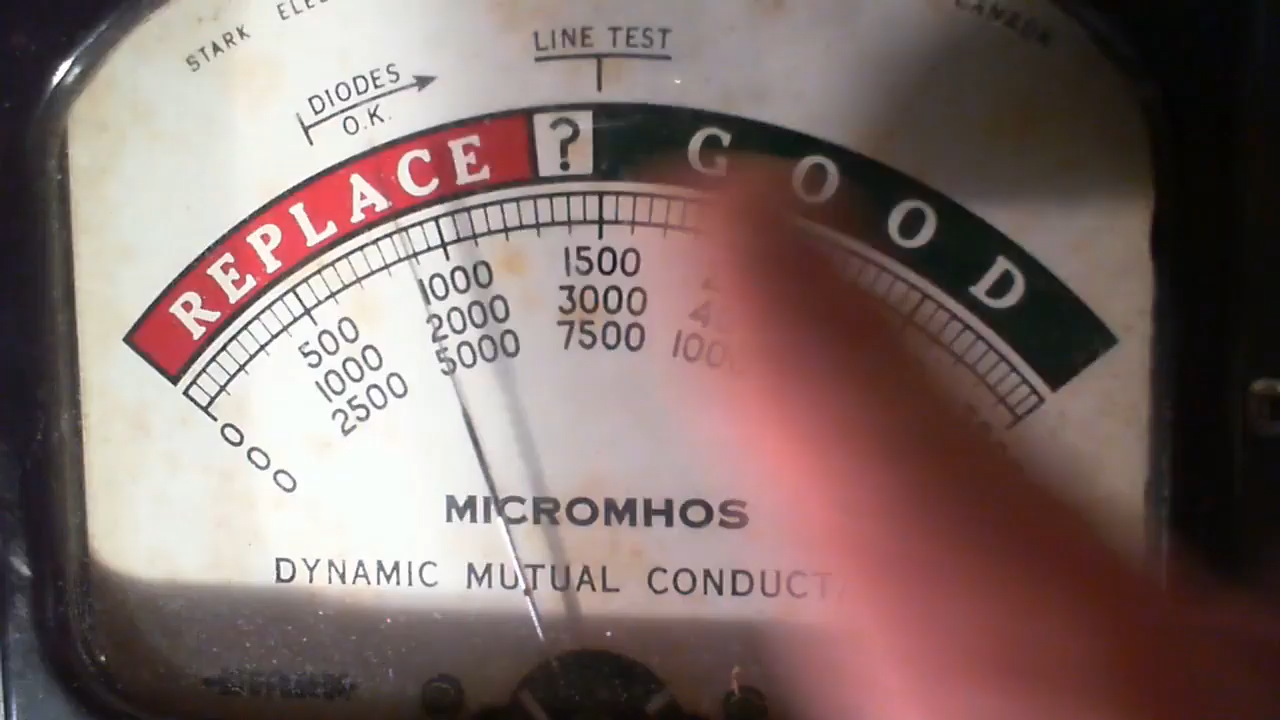 STARK
LINE TEST
DIODES
O.K.
REPLACE ? GOOD
500 1000 1500
1000 2000 3000
2500 5000 7500
0
0
0
MICROMHOS
DYNAMIC MUTUAL